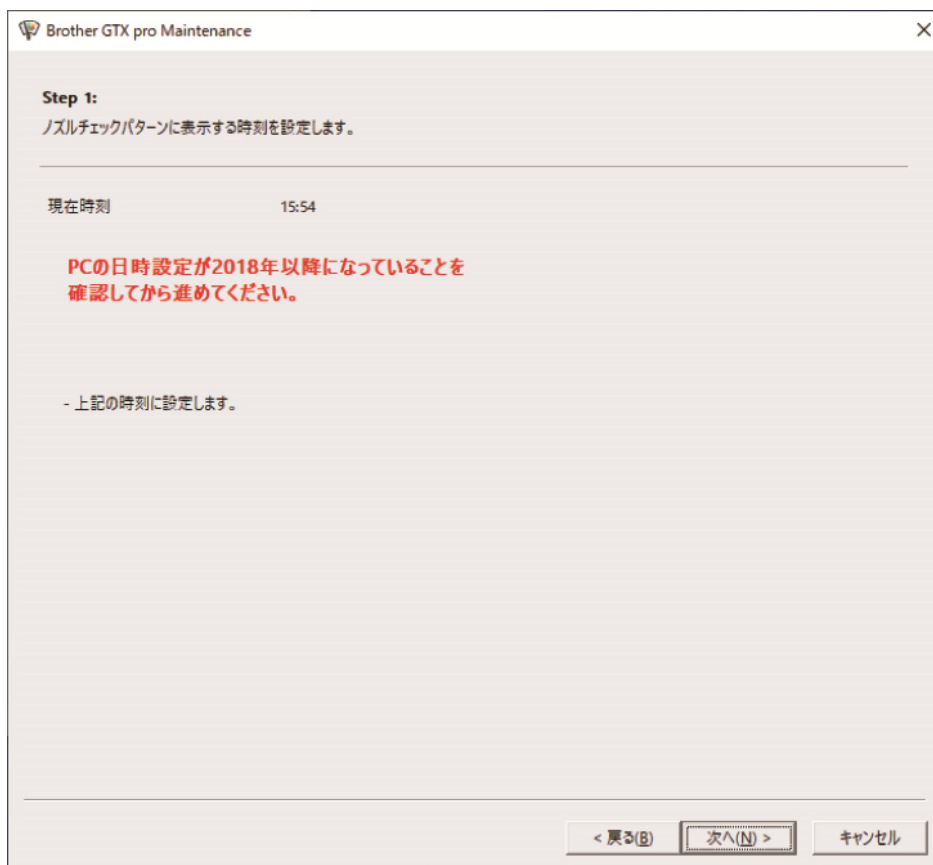 Brother GTX pro Maintenance
Step 1:
ノズルチェックパターンに表示する時刻を設定します。
現在時刻 15:54
PCの日時設定が2018年以降になっていることを
確認してから進めてください。
- 上記の時刻に設定します。
< 戻る(B) 次へ(N) > キャンセル